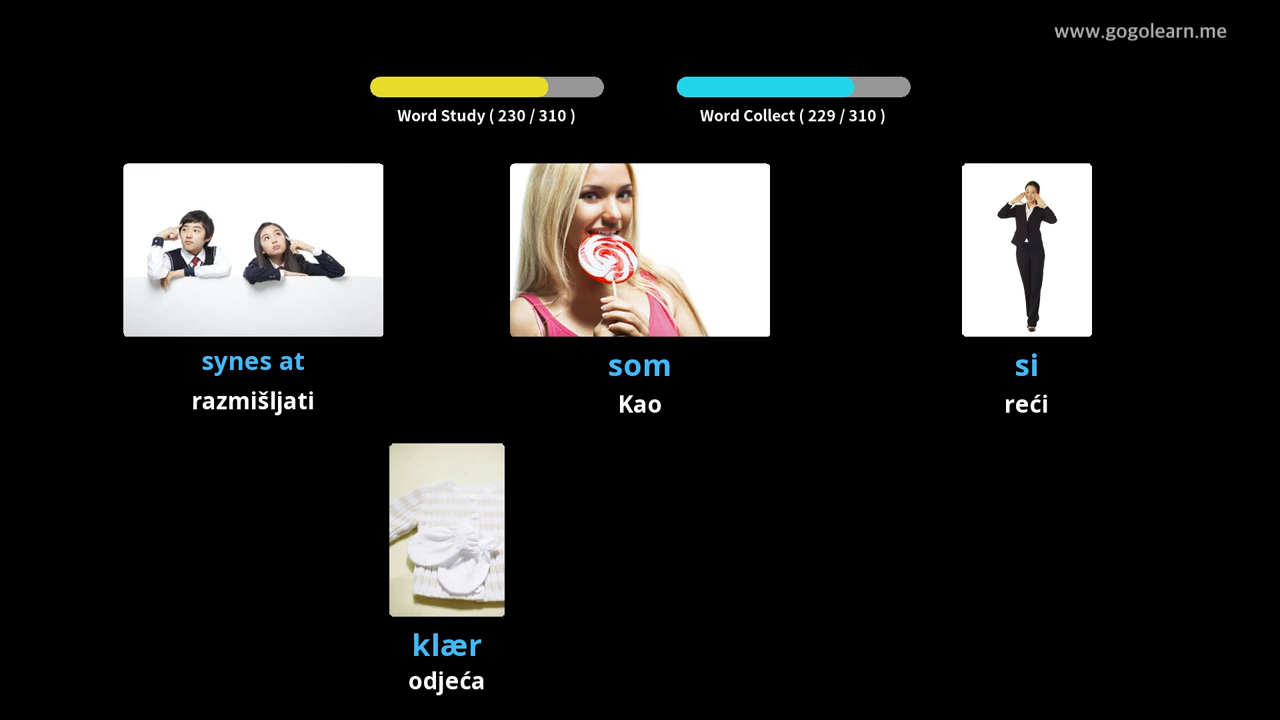 www.gogolearn.me
Word Study ( 230 / 310 )
Word Collect ( 229 / 310 )
synes at
razmišljati
som
Kao
si
reći
klær
odjeća